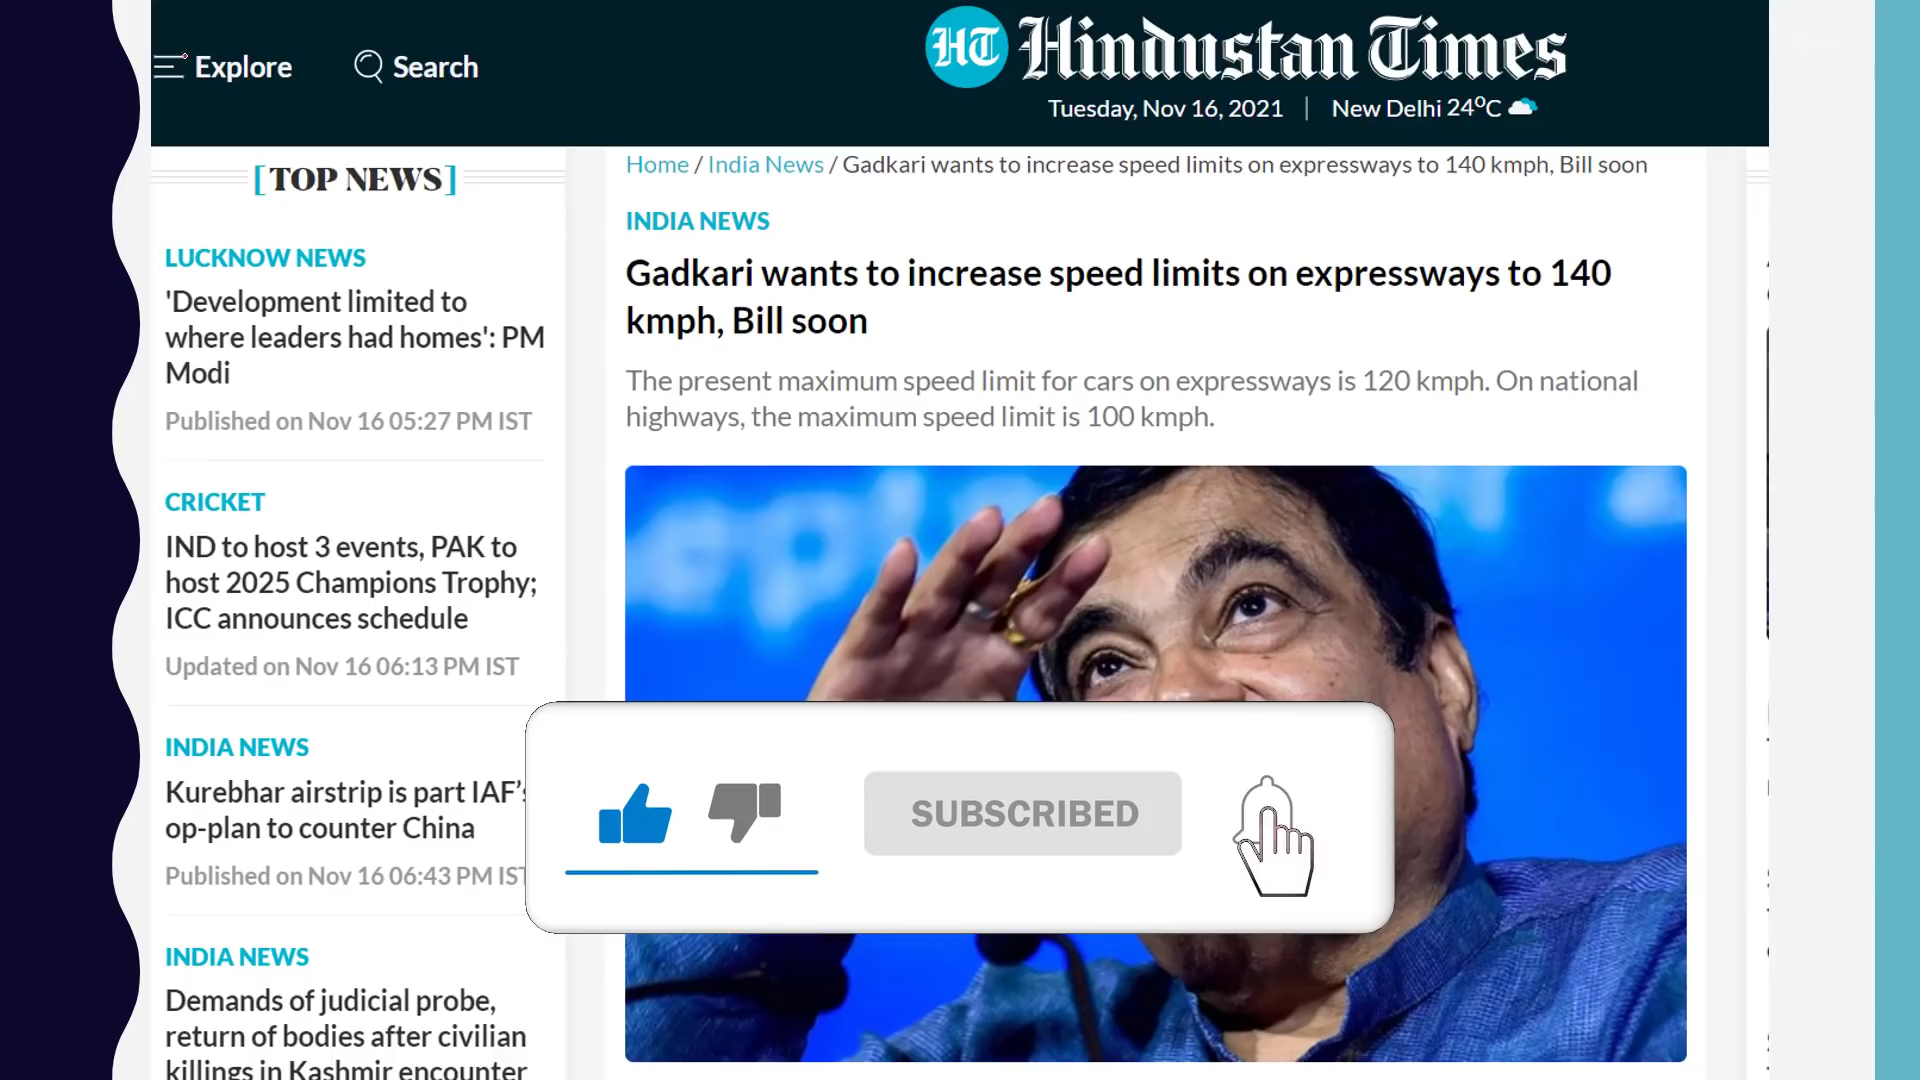 Explore
Search
HT Hindustan Times
Tuesday, Nov 16, 2021 | New Delhi 24°C
[TOP NEWS]
LUCKNOW NEWS
'Development limited to
where leaders had homes': PM
Modi
Published on Nov 16 05:27 PM IST
CRICKET
IND to host 3 events, PAK to
host 2025 Champions Trophy;
ICC announces schedule
Updated on Nov 16 06:13 PM IST
INDIA NEWS
Kurebhar airstrip is part IAF's
op-plan to counter China
Published on Nov 16 06:43 PM IST
INDIA NEWS
Demands of judicial probe,
return of bodies after civilian
killings in Kashmir encounter
Home / India News / Gadkari wants to increase speed limits on expressways to 140 kmph, Bill soon
INDIA NEWS
Gadkari wants to increase speed limits on expressways to 140
kmph, Bill soon
The present maximum speed limit for cars on expressways is 120 kmph. On national
highways, the maximum speed limit is 100 kmph.
SUBSCRIBED